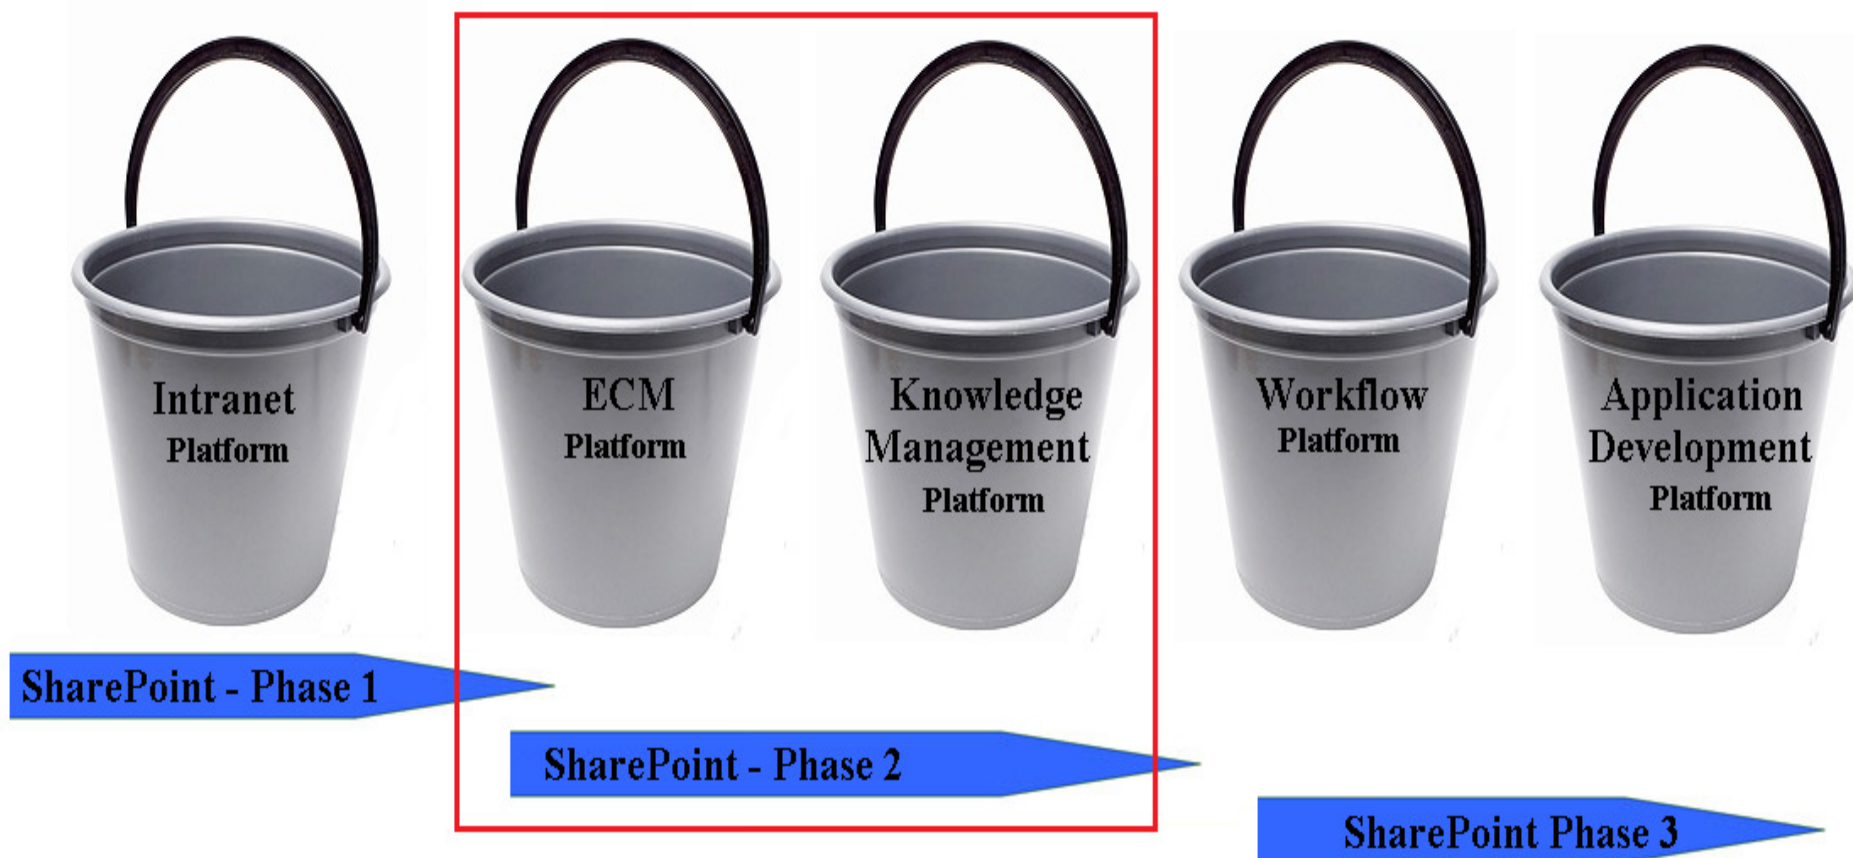 Intranet
Platform
ECM
Platform
Knowledge
Management
Platform
Workflow
Platform
Application
Development
Platform
SharePoint - Phase 1
SharePoint - Phase 2
SharePoint Phase 3